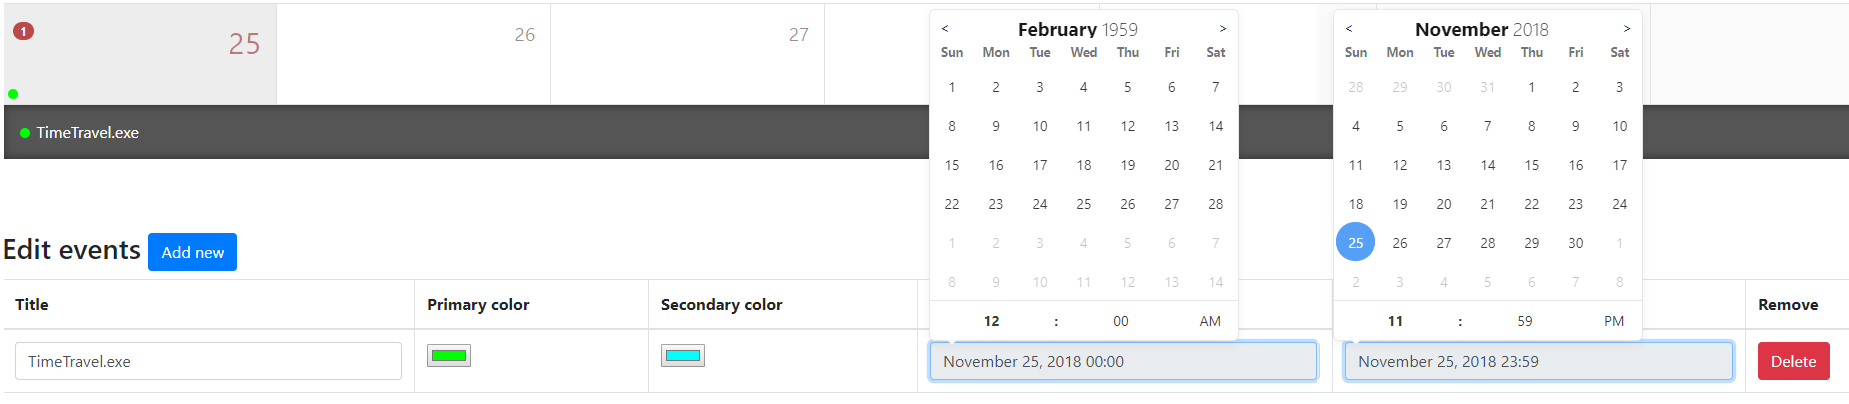 1
25
26
27
TimeTravel.exe
< February 1959 >
Sun Mon Tue Wed Thu Fri Sat
1 2 3 4 5 6 7
8 9 10 11 12 13 14
15 16 17 18 19 20 21
22 23 24 25 26 27 28
1 2 3 4 5 6 7
8 9 10 11 12 13 14
12 : 00 AM
< November 2018 >
Sun Mon Tue Wed Thu Fri Sat
28 29 30 31 1 2 3
4 5 6 7 8 9 10
11 12 13 14 15 16 17
18 19 20 21 22 23 24
25 26 27 28 29 30 1
2 3 4 5 6 7 8
11 : 59 PM
Edit events Add new
Title Primary color Secondary color Remove
TimeTravel.exe November 25, 2018 00:00 November 25, 2018 23:59 Delete